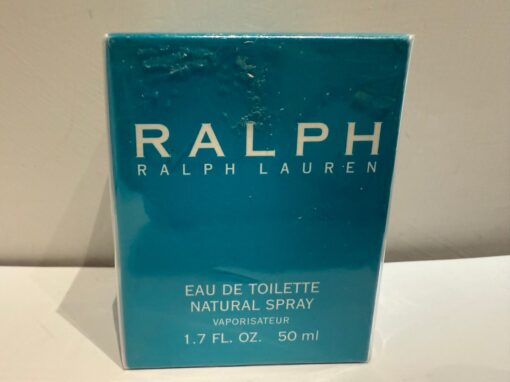 RALPH
RALPH LAUREN
EAU DE TOILETTE
NATURAL SPRAY
VAPORISATEUR
1.7 FL. OZ. 50 ml